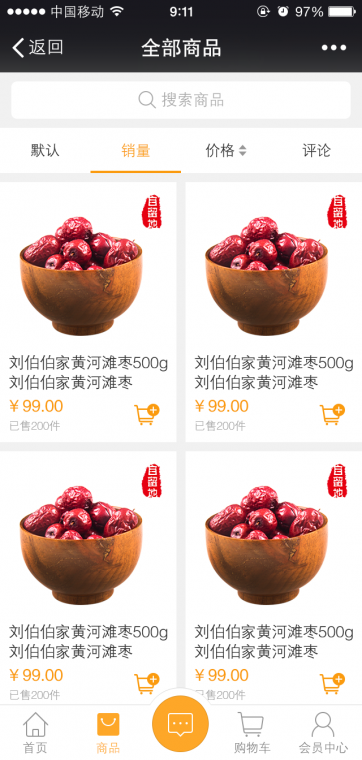 中国移动 9:11 97%
返回 全部商品
搜索商品
默认 销量 价格 评论
自留地 自留地
刘伯伯家黄河滩枣500g 刘伯伯家黄河滩枣500g
刘伯伯家黄河滩枣 刘伯伯家黄河滩枣
¥99.00 ¥99.00
已售200件 已售200件
自留地 自留地
刘伯伯家黄河滩枣500g 刘伯伯家黄河滩枣500g
刘伯伯家黄河滩枣 刘伯伯家黄河滩枣
¥99.00 ¥99.00
已售200件 已售200件
首页 商品 购物车 会员中心